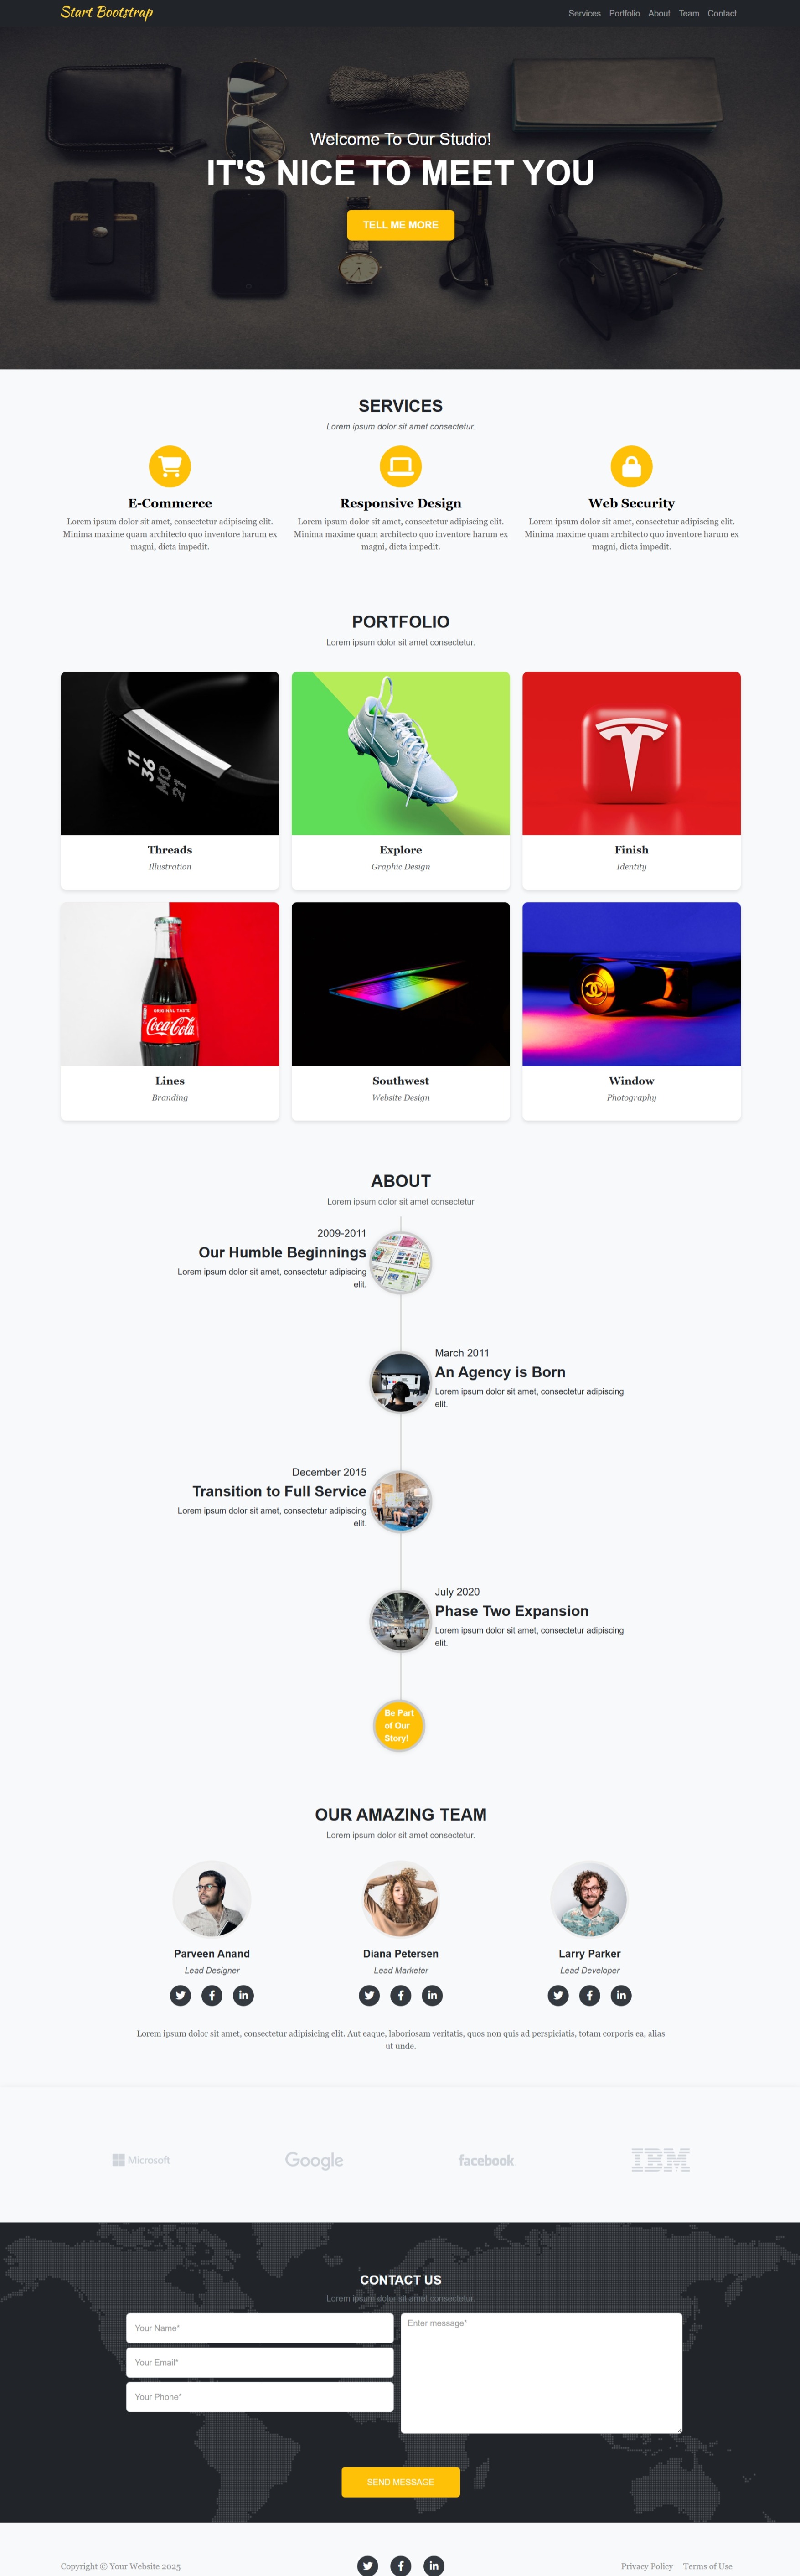 Start Bootstrap
Services Portfolio About Team Contact
Welcome To Our Studio!
IT'S NICE TO MEET YOU
TELL ME MORE
SERVICES
Lorem ipsum dolor sit amet consectetur.
E-Commerce
Lorem ipsum dolor sit amet, consectetur adipiscing elit.
Minima maxime quam architecto quo inventore harum ex
magni, dicta impedit.
Responsive Design
Lorem ipsum dolor sit amet, consectetur adipiscing elit.
Minima maxime quam architecto quo inventore harum ex
magni, dicta impedit.
Web Security
Lorem ipsum dolor sit amet, consectetur adipiscing elit.
Minima maxime quam architecto quo inventore harum ex
magni, dicta impedit.
PORTFOLIO
Lorem ipsum dolor sit amet consectetur.
11
36
MO
21
Threads
Illustration
Explore
Graphic Design
Finish
Identity
ORIGINAL TASTE
Coca-Cola
Lines
Branding
Southwest
Website Design
Window
Photography
ABOUT
Lorem ipsum dolor sit amet consectetur
2009-2011
Our Humble Beginnings
Lorem ipsum dolor sit amet, consectetur adipiscing
elit.
March 2011
An Agency is Born
Lorem ipsum dolor sit amet, consectetur adipiscing
elit.
December 2015
Transition to Full Service
Lorem ipsum dolor sit amet, consectetur adipiscing
elit.
July 2020
Phase Two Expansion
Lorem ipsum dolor sit amet, consectetur adipiscing
elit.
Be Part
of Our
Story!
OUR AMAZING TEAM
Lorem ipsum dolor sit amet consectetur.
Parveen Anand
Lead Designer
Diana Petersen
Lead Marketer
Larry Parker
Lead Developer
Lorem ipsum dolor sit amet, consectetur adipisicing elit. Aut eaque, laboriosam veritatis, quos non quis ad perspiciatis, totam corporis ea, alias
ut unde.
Microsoft
Google
facebook
IBM
CONTACT US
Lorem ipsum dolor sit amet consectetur.
Your Name*
Your Email*
Your Phone*
Enter message*
SEND MESSAGE
Copyright © Your Website 2025
Privacy Policy Terms of Use